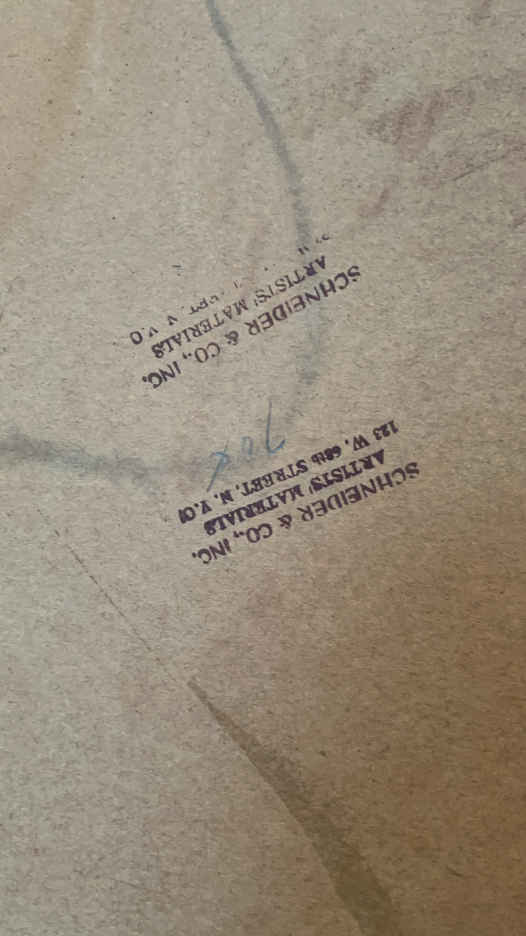 SCHNEIDER & CO., INC.
ARTISTS' MATERIALS
123 W. 68th STREET, N. Y. C.
SCHNEIDER & CO., INC.
ARTISTS' MATERIALS